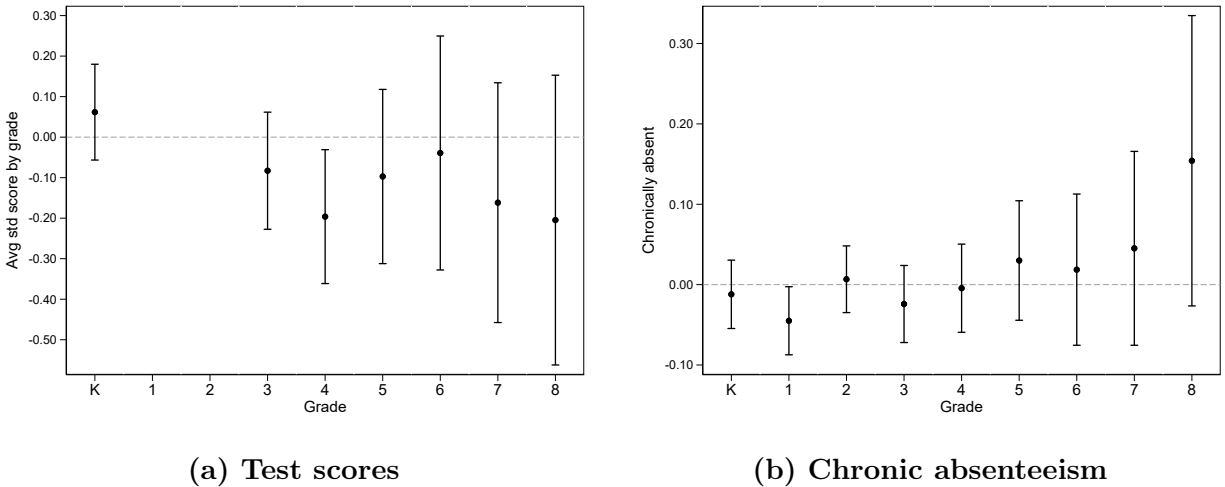 Avg std score by grade
0.30
0.20
0.10
0.00
-0.10
-0.20
-0.30
-0.40
-0.50
K 1 2 3 4 5 6 7 8
Grade
(a) Test scores
Chronically absent
0.30
0.20
0.10
0.00
-0.10
K 1 2 3 4 5 6 7 8
Grade
(b) Chronic absenteeism